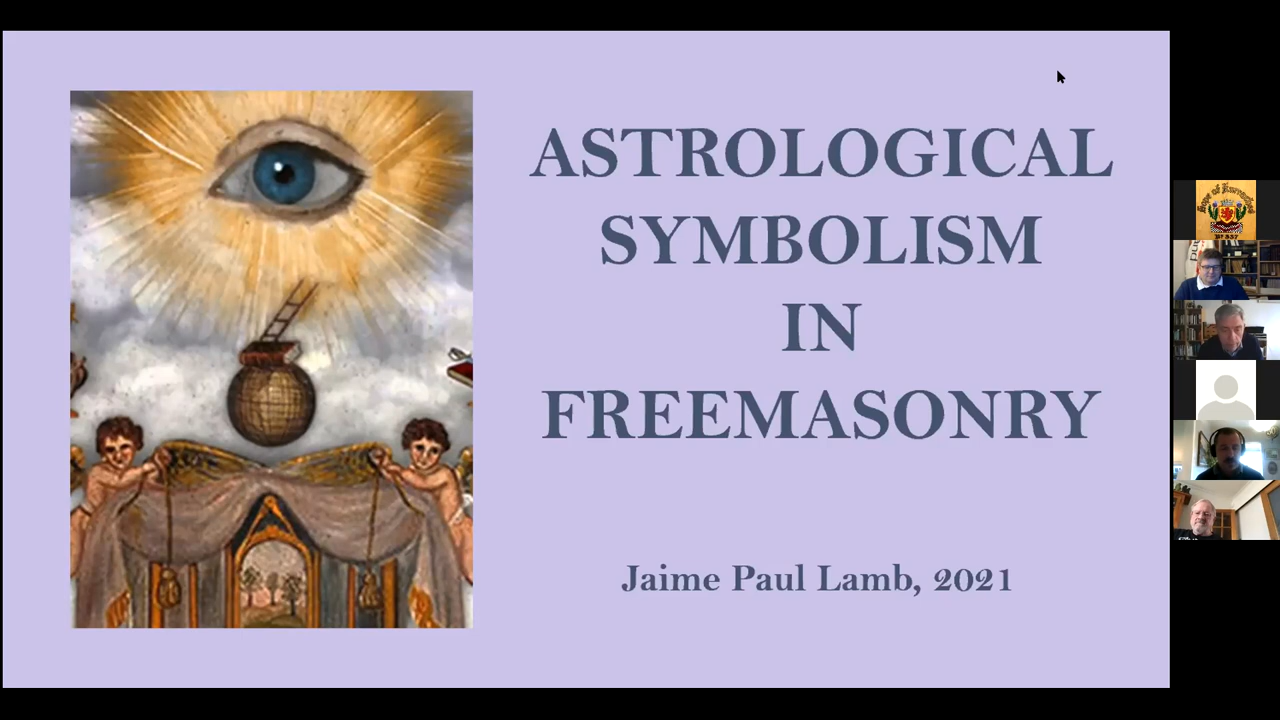 ASTROLOGICAL
SYMBOLISM
IN
FREEMASONRY
Jaime Paul Lamb, 2021